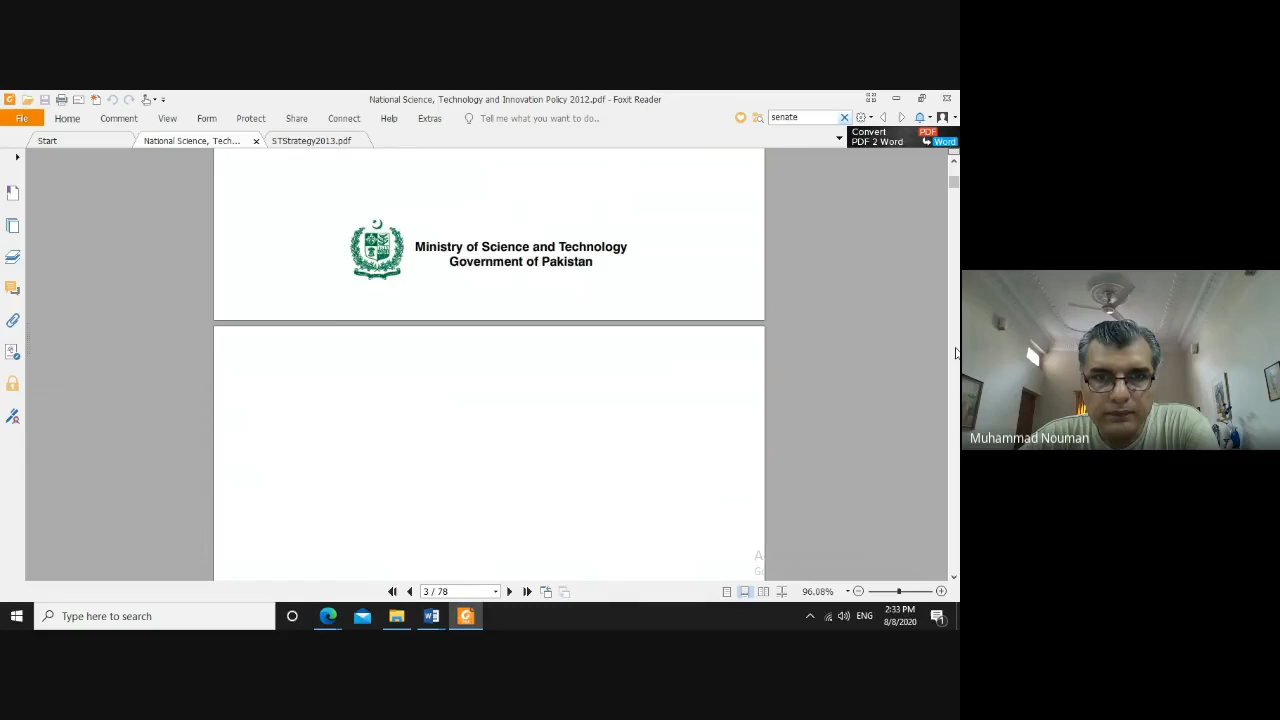 National Science, Technology and Innovation Policy 2012.pdf - Foxit Reader
File Home Comment View Form Protect Share Connect Help Extras Tell me what you want to do.. senate
Start National Science, Tech... STStrategy2013.pdf
Convert PDF
PDF 2 Word Word
Ministry of Science and Technology
Government of Pakistan
Muhammad Nouman
3 / 78 96.08%
Type here to search ENG
2:33 PM
8/8/2020
1